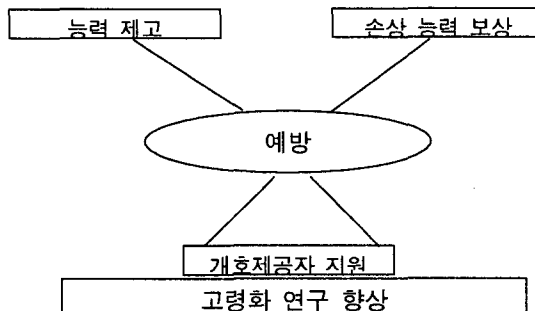 능력 제고
손상 능력 보상
예방
개호제공자 지원
고령화 연구 향상